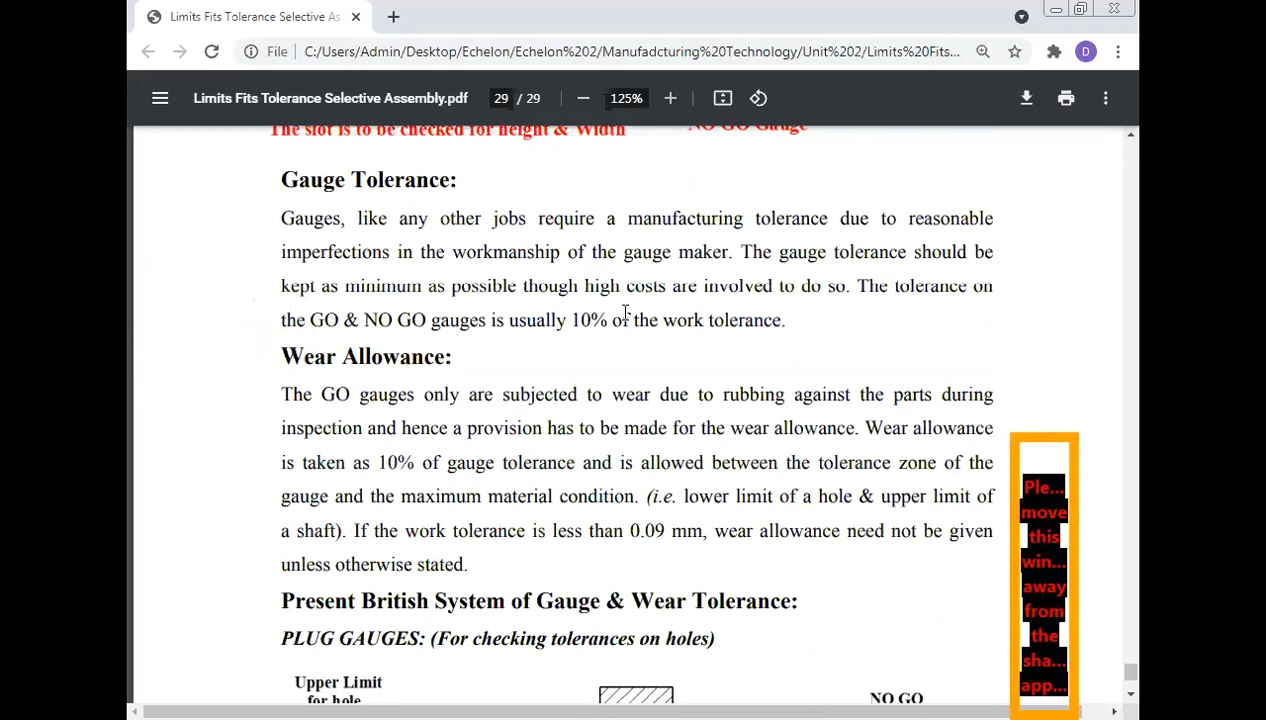 Limits Fits Tolerance Selective As
File C:/Users/Admin/Desktop/Echelon/Echelon%202/Manufadcturing%20Technology/Unit%202/Limits%20Fits... D
Limits Fits Tolerance Selective Assembly.pdf 29 / 29 125%
The slot is to be checked for height & Width NO GO Gauge
Gauge Tolerance:
Gauges, like any other jobs require a manufacturing tolerance due to reasonable
imperfections in the workmanship of the gauge maker. The gauge tolerance should be
kept as minimum as possible though high costs are involved to do so. The tolerance on
the GO & NO GO gauges is usually 10% of the work tolerance.
Wear Allowance:
The GO gauges only are subjected to wear due to rubbing against the parts during
inspection and hence a provision has to be made for the wear allowance. Wear allowance
is taken as 10% of gauge tolerance and is allowed between the tolerance zone of the
gauge and the maximum material condition. (i.e. lower limit of a hole & upper limit of
a shaft). If the work tolerance is less than 0.09 mm, wear allowance need not be given
unless otherwise stated.
Present British System of Gauge & Wear Tolerance:
PLUG GAUGES: (For checking tolerances on holes)
Upper Limit
for hole
NO GO
Ple...
move
this
win...
away
from
the
sha...
app...